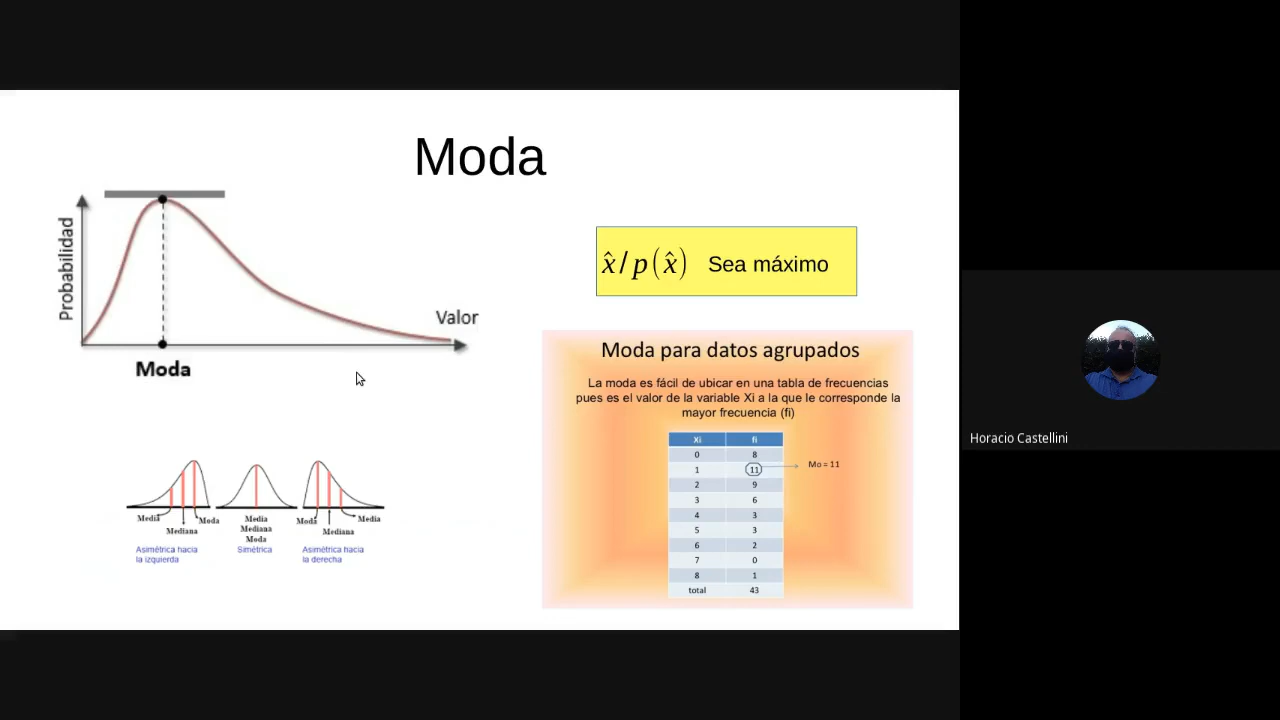 Moda
Probabilidad
Valor
Moda
x̂/p(x̂) Sea máximo
Moda para datos agrupados
La moda es fácil de ubicar en una tabla de frecuencias
pues es el valor de la variable Xi a la que le corresponde la
mayor frecuencia (fi)
Xi fi
0 8
1 11 Mo = 11
2 9
3 6
4 3
5 3
6 2
7 0
8 1
total 43
Media Mediana Moda
Media
Mediana
Moda
Moda Mediana Media
Asimétrica hacia
la izquierda
Simétrica
Asimétrica hacia
la derecha
Horacio Castellini